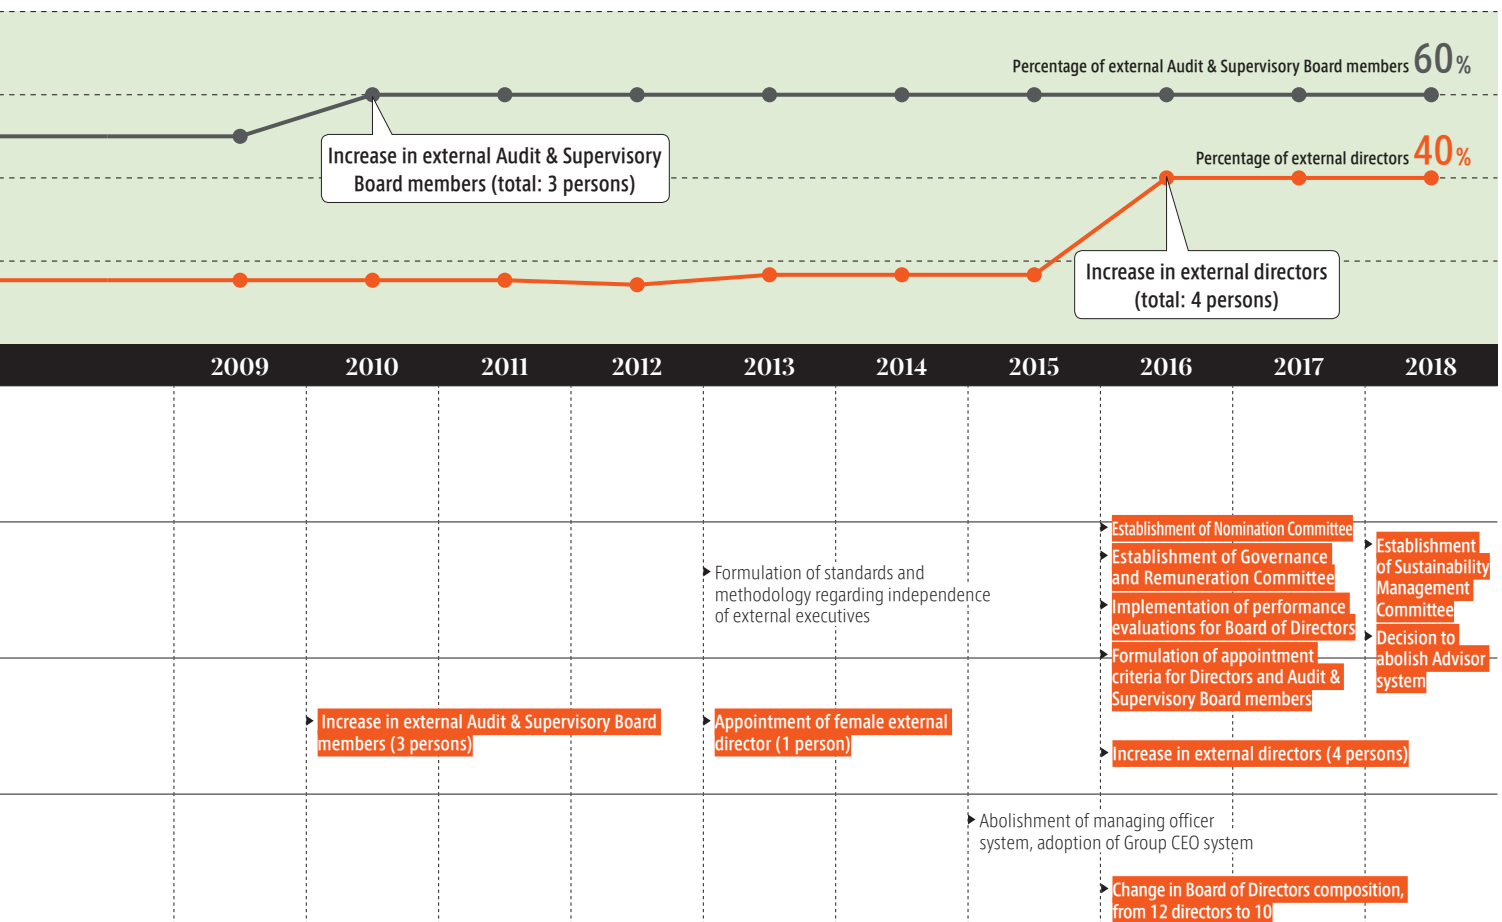 Percentage of external Audit & Supervisory Board members 60%
Increase in external Audit & Supervisory
Board members (total: 3 persons)
Percentage of external directors 40%
Increase in external directors
(total: 4 persons)
2009 2010 2011 2012 2013 2014 2015 2016 2017 2018
Formulation of standards and
methodology regarding independence
of external executives
Establishment of Nomination Committee
Establishment of Governance
and Remuneration Committee
Implementation of performance
evaluations for Board of Directors
Formulation of appointment
criteria for Directors and Audit &
Supervisory Board members
Establishment
of Sustainability
Management
Committee
Decision to
abolish Advisor
system
Increase in external Audit & Supervisory Board
members (3 persons)
Appointment of female external
director (1 person)
Increase in external directors (4 persons)
Abolishment of managing officer
system, adoption of Group CEO system
Change in Board of Directors composition,
from 12 directors to 10